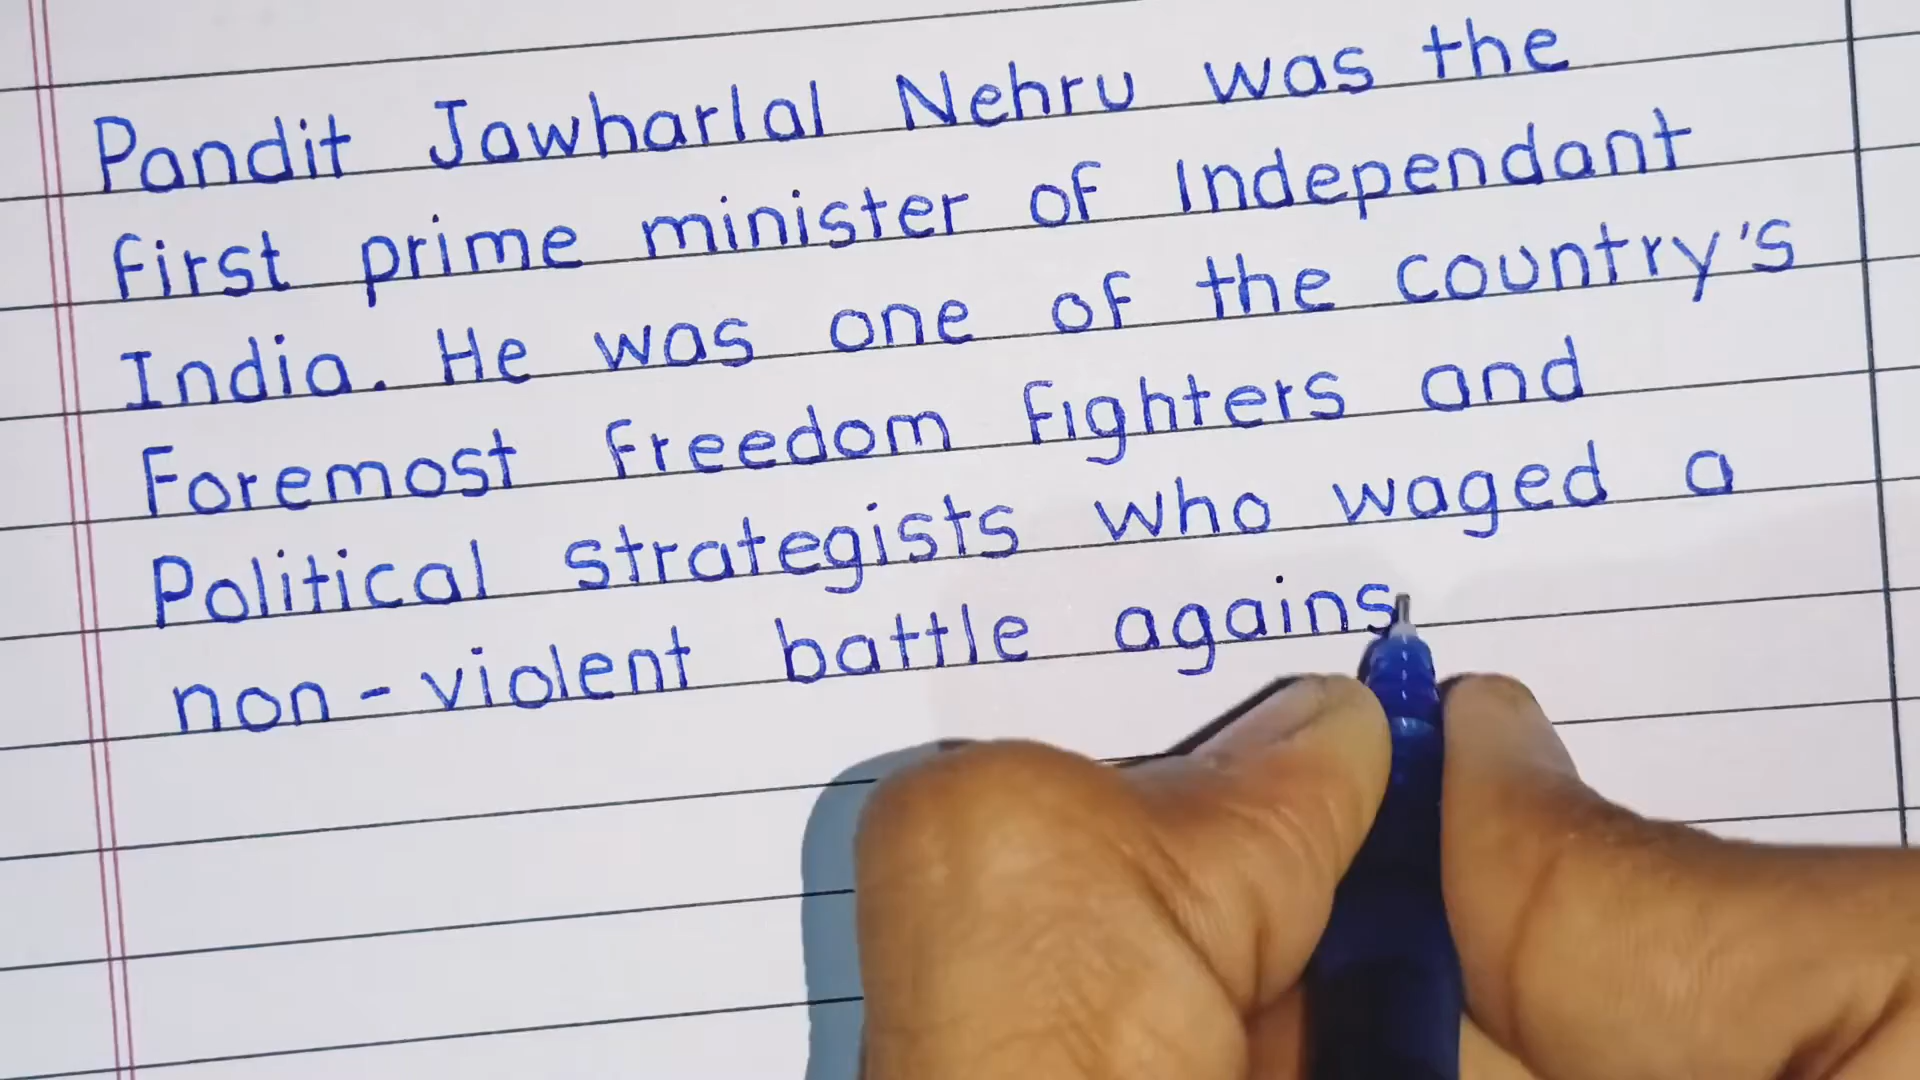 Pandit Jawharlal Nehru was the
first prime minister of Independant
India. He was one of the country's
Foremost freedom fighters and
Political strategists who waged a
non-violent battle agains